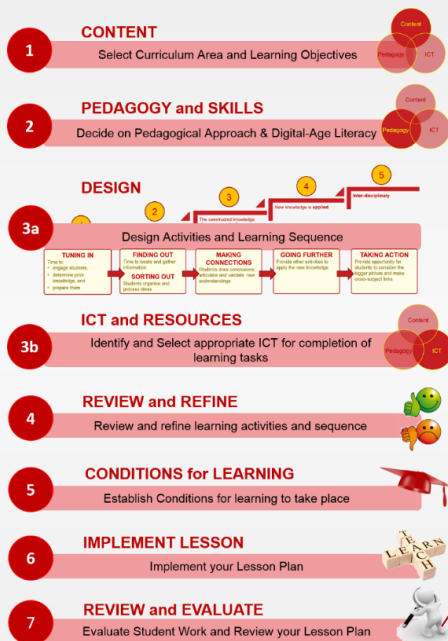 1
CONTENT
Select Curriculum Area and Learning Objectives
Content
Pedagogy
ICT
2
PEDAGOGY and SKILLS
Decide on Pedagogical Approach & Digital-Age Literacy
Content
Pedagogy
ICT
3a
DESIGN
2
3
4
5
The constructed knowledge
New knowledge is applied
Inter-disciplinary
Design Activities and Learning Sequence
TUNING IN
Time to:
• engage students,
• determine prior
knowledge, and
• prepare them
FINDING OUT
Time to locate and gather
information
SORTING OUT
Students organise and
process ideas
MAKING
CONNECTIONS
Students draw conclusions,
articulate and validate new
understandings
GOING FURTHER
Provide other activities to
apply the new knowledge
TAKING ACTION
Provide opportunity for
students to consider the
bigger picture and make
cross-subject links
3b
ICT and RESOURCES
Identify and Select appropriate ICT for completion of
learning tasks
Content
Pedagogy
ICT
4
REVIEW and REFINE
Review and refine learning activities and sequence
5
CONDITIONS for LEARNING
Establish Conditions for learning to take place
6
IMPLEMENT LESSON
Implement your Lesson Plan
TEACH
LEARN
7
REVIEW and EVALUATE
Evaluate Student Work and Review your Lesson Plan